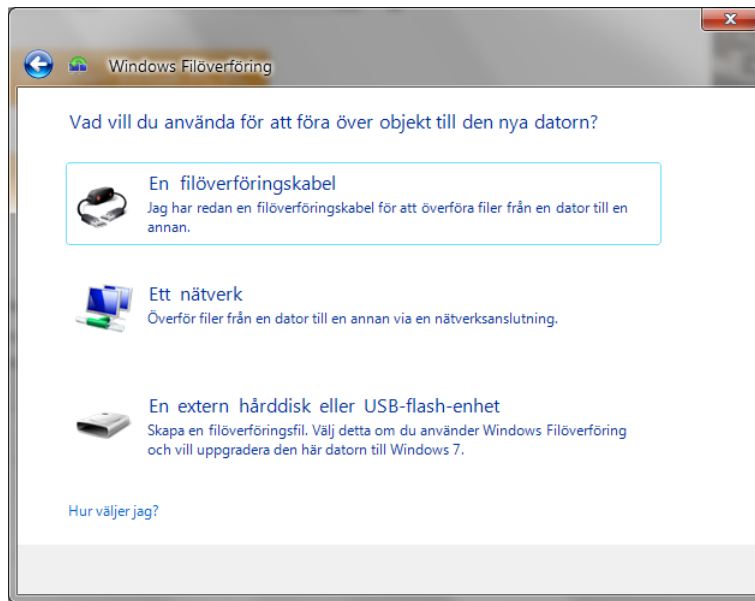 Windows Filöverföring
Vad vill du använda för att föra över objekt till den nya datorn?
En filöverföringskabel
Jag har redan en filöverföringskabel för att överföra filer från en dator till en
annan.
Ett nätverk
Överför filer från en dator till en annan via en nätverksanslutning.
En extern hårddisk eller USB-flash-enhet
Skapa en filöverföringsfil. Välj detta om du använder Windows Filöverföring
och vill uppgradera den här datorn till Windows 7.
Hur väljer jag?